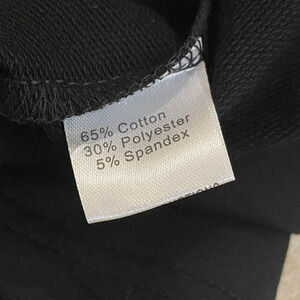 65% Cotton
30% Polyester
5% Spandex